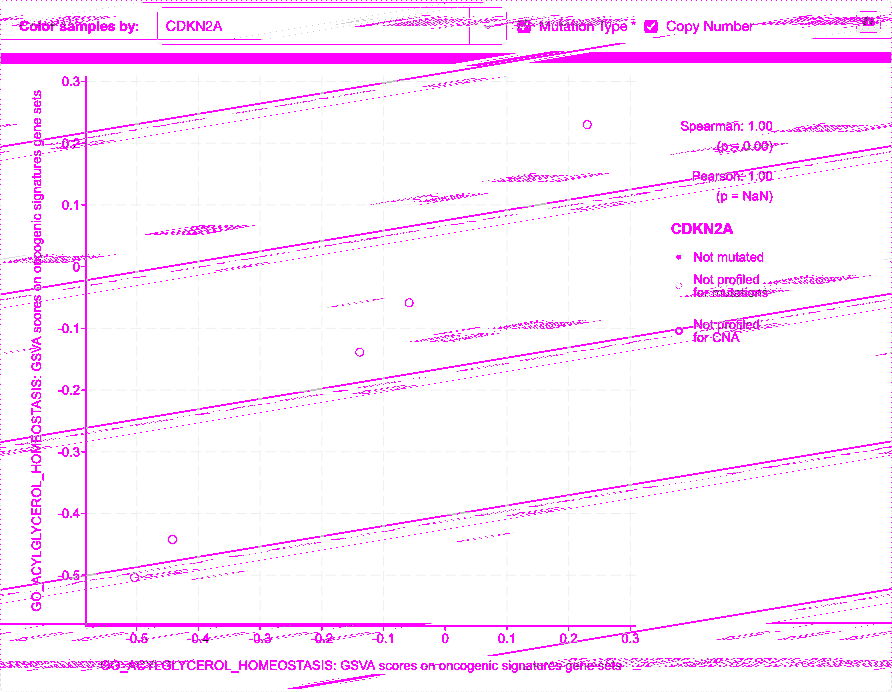 Color samples by: CDKN2A Mutation Type * Copy Number
GO_ACYLGLYCEROL_HOMEOSTASIS: GSVA scores on oncogenic signatures gene sets
0.3
0.2
0.1
0
-0.1
-0.2
-0.3
-0.4
-0.5
Spearman: 1.00
(p = 0.00)
Pearson: 1.00
(p = NaN)
CDKN2A
Not mutated
Not profiled
for mutations
Not profiled
for CNA
-0.5 -0.4 -0.3 -0.2 -0.1 0 0.1 0.2 0.3
GO_ACYLGLYCEROL_HOMEOSTASIS: GSVA scores on oncogenic signatures gene sets